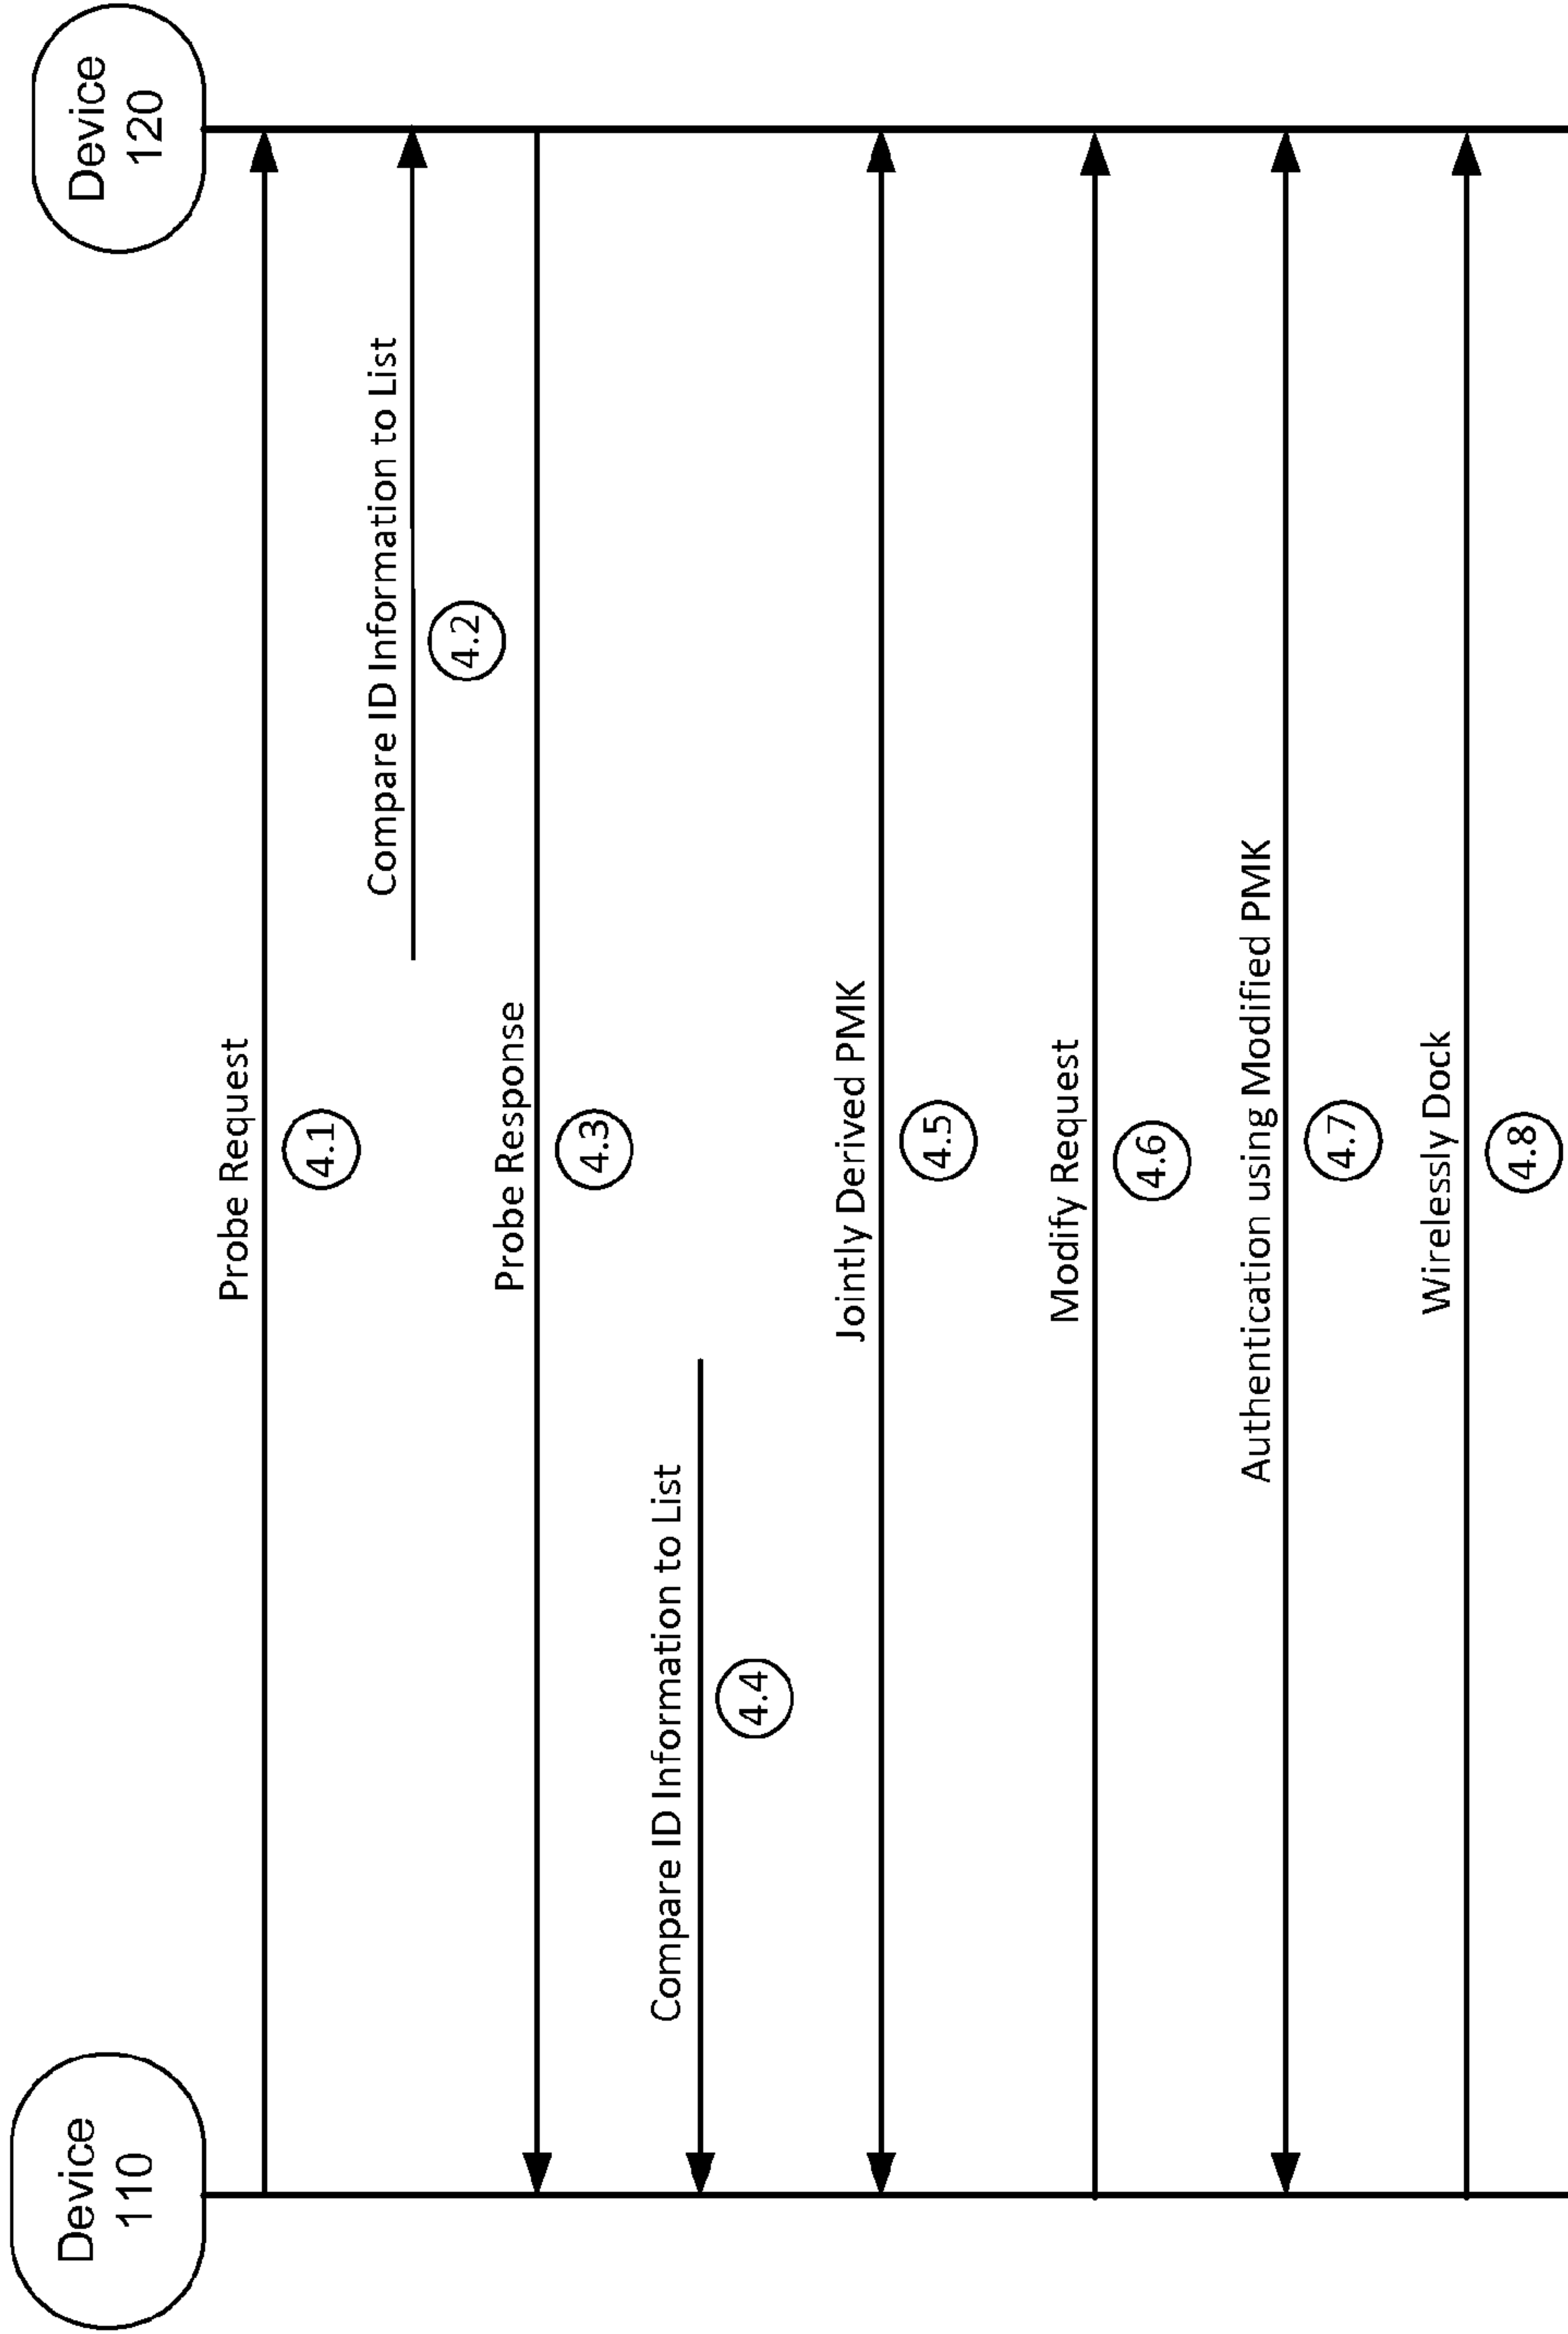 Device
110
Device
120
Probe Request
4.1
Compare ID Information to List
4.2
Probe Response
4.3
Compare ID Information to List
4.4
Jointly Derived PMK
4.5
Modify Request
4.6
Authentication using Modified PMK
4.7
Wirelessly Dock
4.8